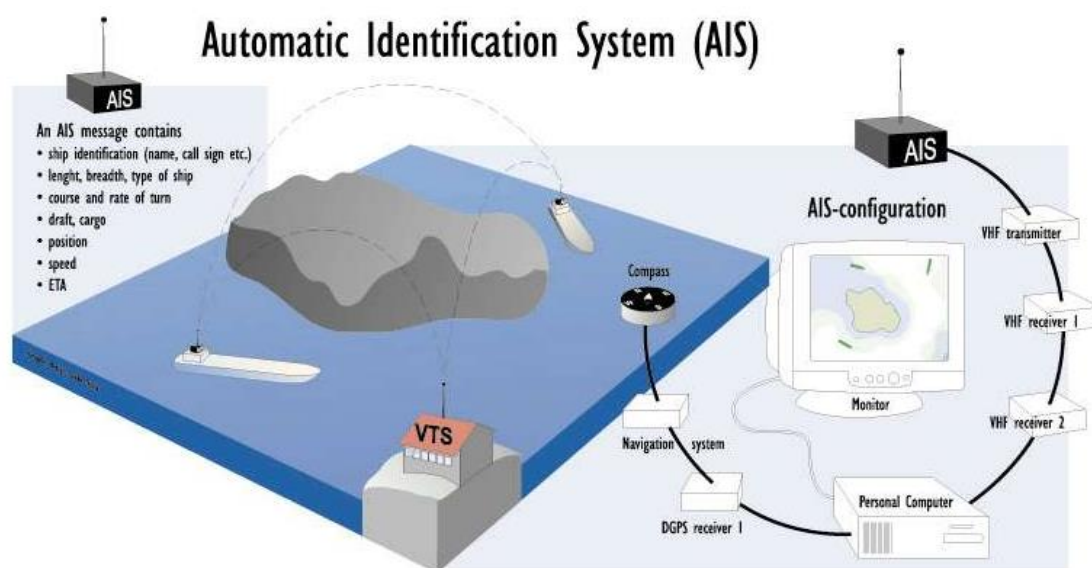 Automatic Identification System (AIS)
AIS
An AIS message contains
• ship identification (name, call sign etc.)
• lenght, breadth, type of ship
• course and rate of turn
• draft, cargo
• position
• speed
• ETA
VTS
AIS
AIS-configuration
VHF transmitter
Compass
VHF receiver 1
Monitor
VHF receiver 2
Navigation system
Personal Computer
DGPS receiver 1